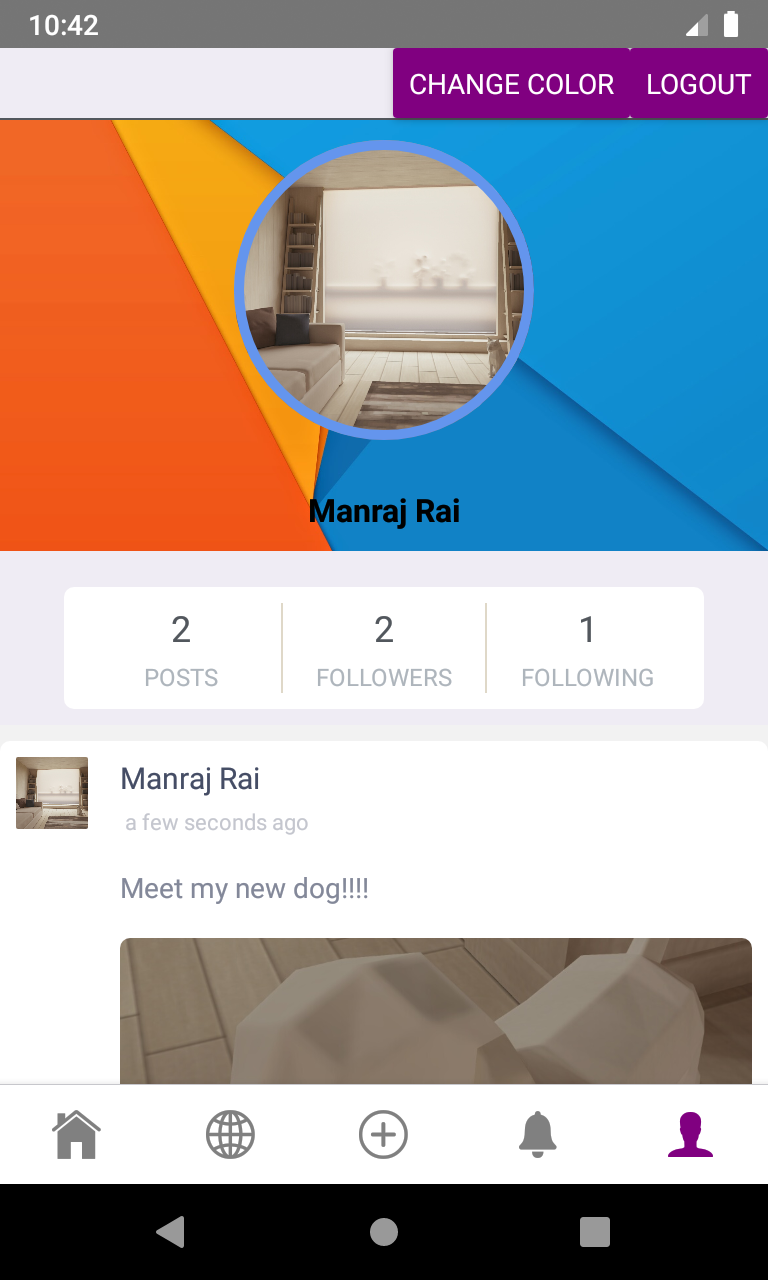 10:42
CHANGE COLOR LOGOUT
Manraj Rai
2 2 1
POSTS FOLLOWERS FOLLOWING
Manraj Rai
a few seconds ago
Meet my new dog!!!!